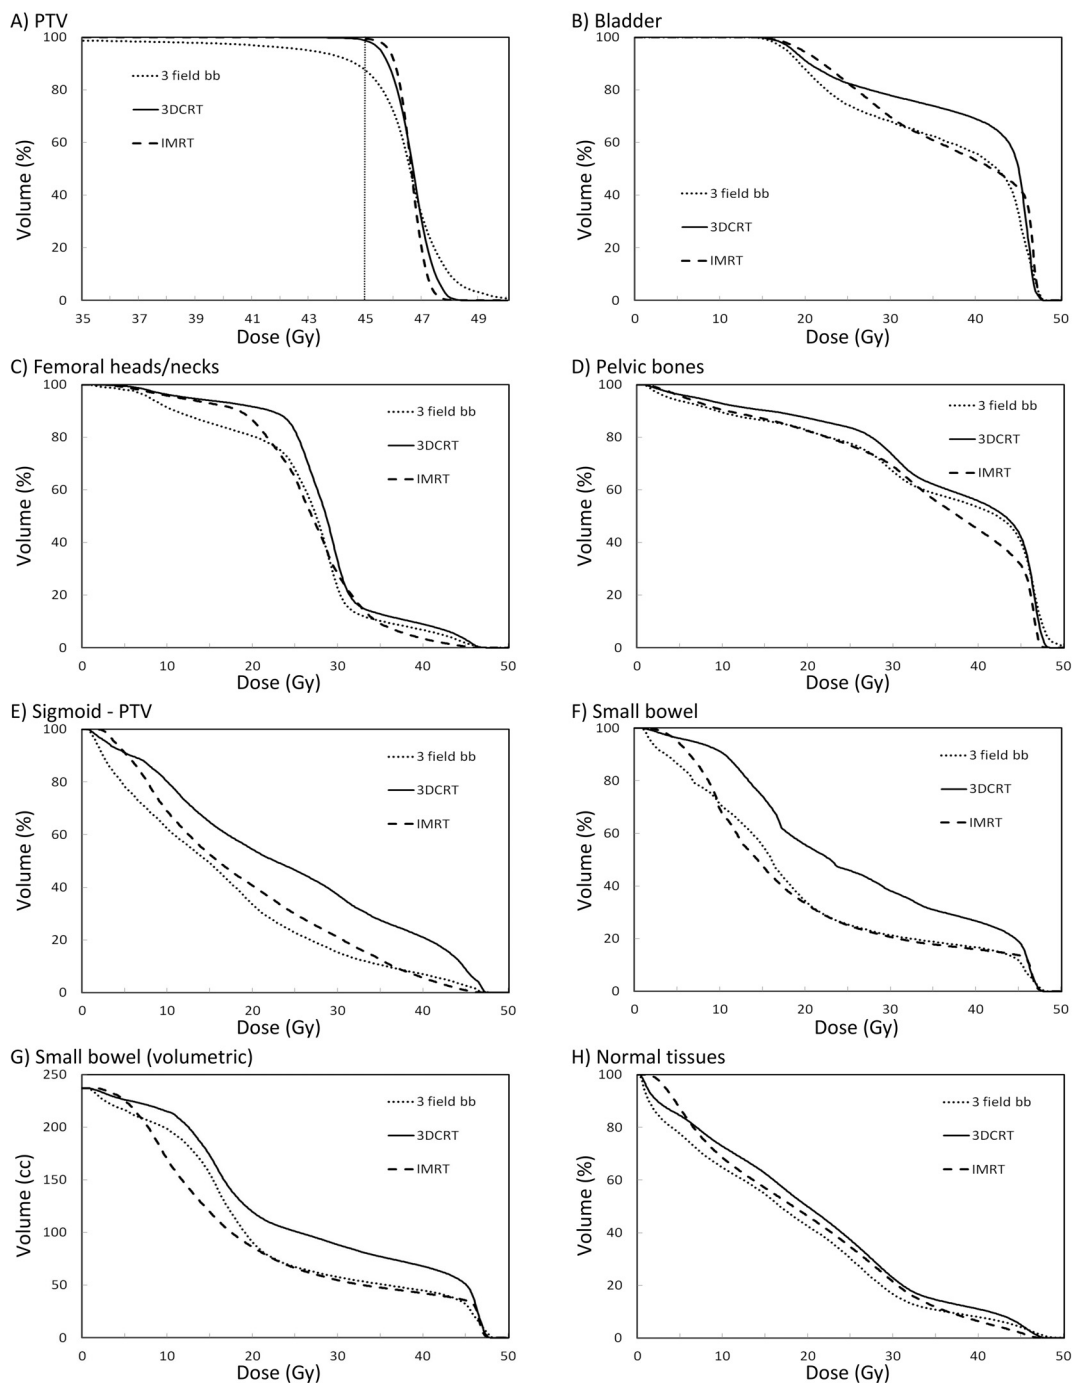 A) PTV
100
80
60
40
20
0
Volume (%)
3 field bb
3DCRT
IMRT
35 37 39 41 43 45 47 49
Dose (Gy)
B) Bladder
100
80
60
40
20
0
Volume (%)
3 field bb
3DCRT
IMRT
0 10 20 30 40 50
Dose (Gy)
C) Femoral heads/necks
100
80
60
40
20
0
Volume (%)
3 field bb
3DCRT
IMRT
0 10 20 30 40 50
Dose (Gy)
D) Pelvic bones
100
80
60
40
20
0
Volume (%)
3 field bb
3DCRT
IMRT
0 10 20 30 40 50
Dose (Gy)
E) Sigmoid - PTV
100
80
60
40
20
0
Volume (%)
3 field bb
3DCRT
IMRT
0 10 20 30 40 50
Dose (Gy)
F) Small bowel
100
80
60
40
20
0
Volume (%)
3 field bb
3DCRT
IMRT
0 10 20 30 40 50
Dose (Gy)
G) Small bowel (volumetric)
250
200
150
100
50
0
Volume (cc)
3 field bb
3DCRT
IMRT
0 10 20 30 40 50
Dose (Gy)
H) Normal tissues
100
80
60
40
20
0
Volume (%)
3 field bb
3DCRT
IMRT
0 10 20 30 40 50
Dose (Gy)